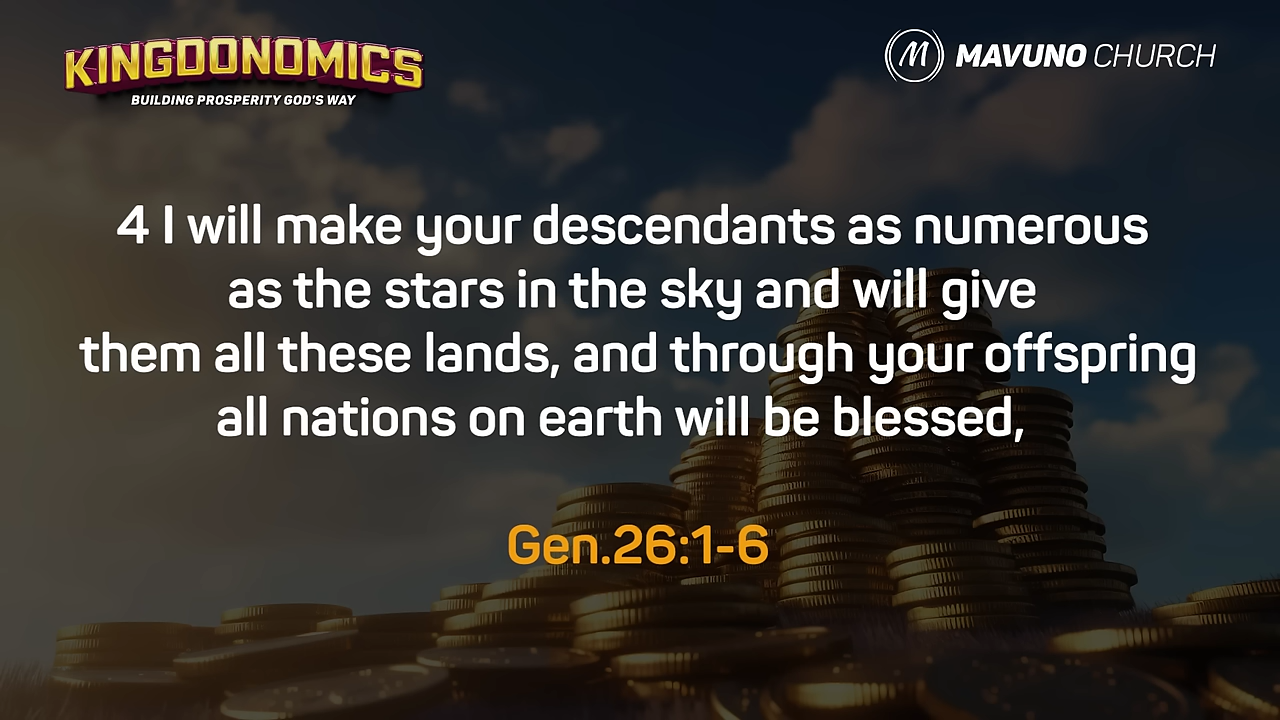 KINGDONOMICS
BUILDING PROSPERITY GOD'S WAY
M MAVUNO CHURCH
4 I will make your descendants as numerous
as the stars in the sky and will give
them all these lands, and through your offspring
all nations on earth will be blessed,
Gen.26:1-6